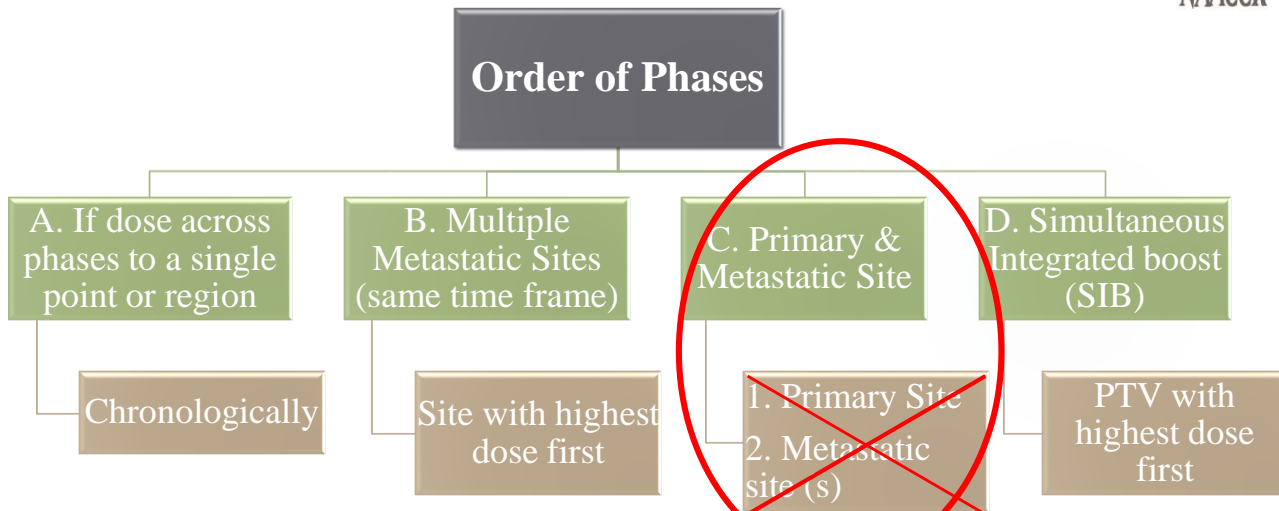 NAACCR
Order of Phases
A. If dose across
phases to a single
point or region
B. Multiple
Metastatic Sites
(same time frame)
C. Primary &
Metastatic Site
D. Simultaneous
Integrated boost
(SIB)
Chronologically
Site with highest
dose first
1. Primary Site
2. Metastatic
site (s)
PTV with
highest dose
first